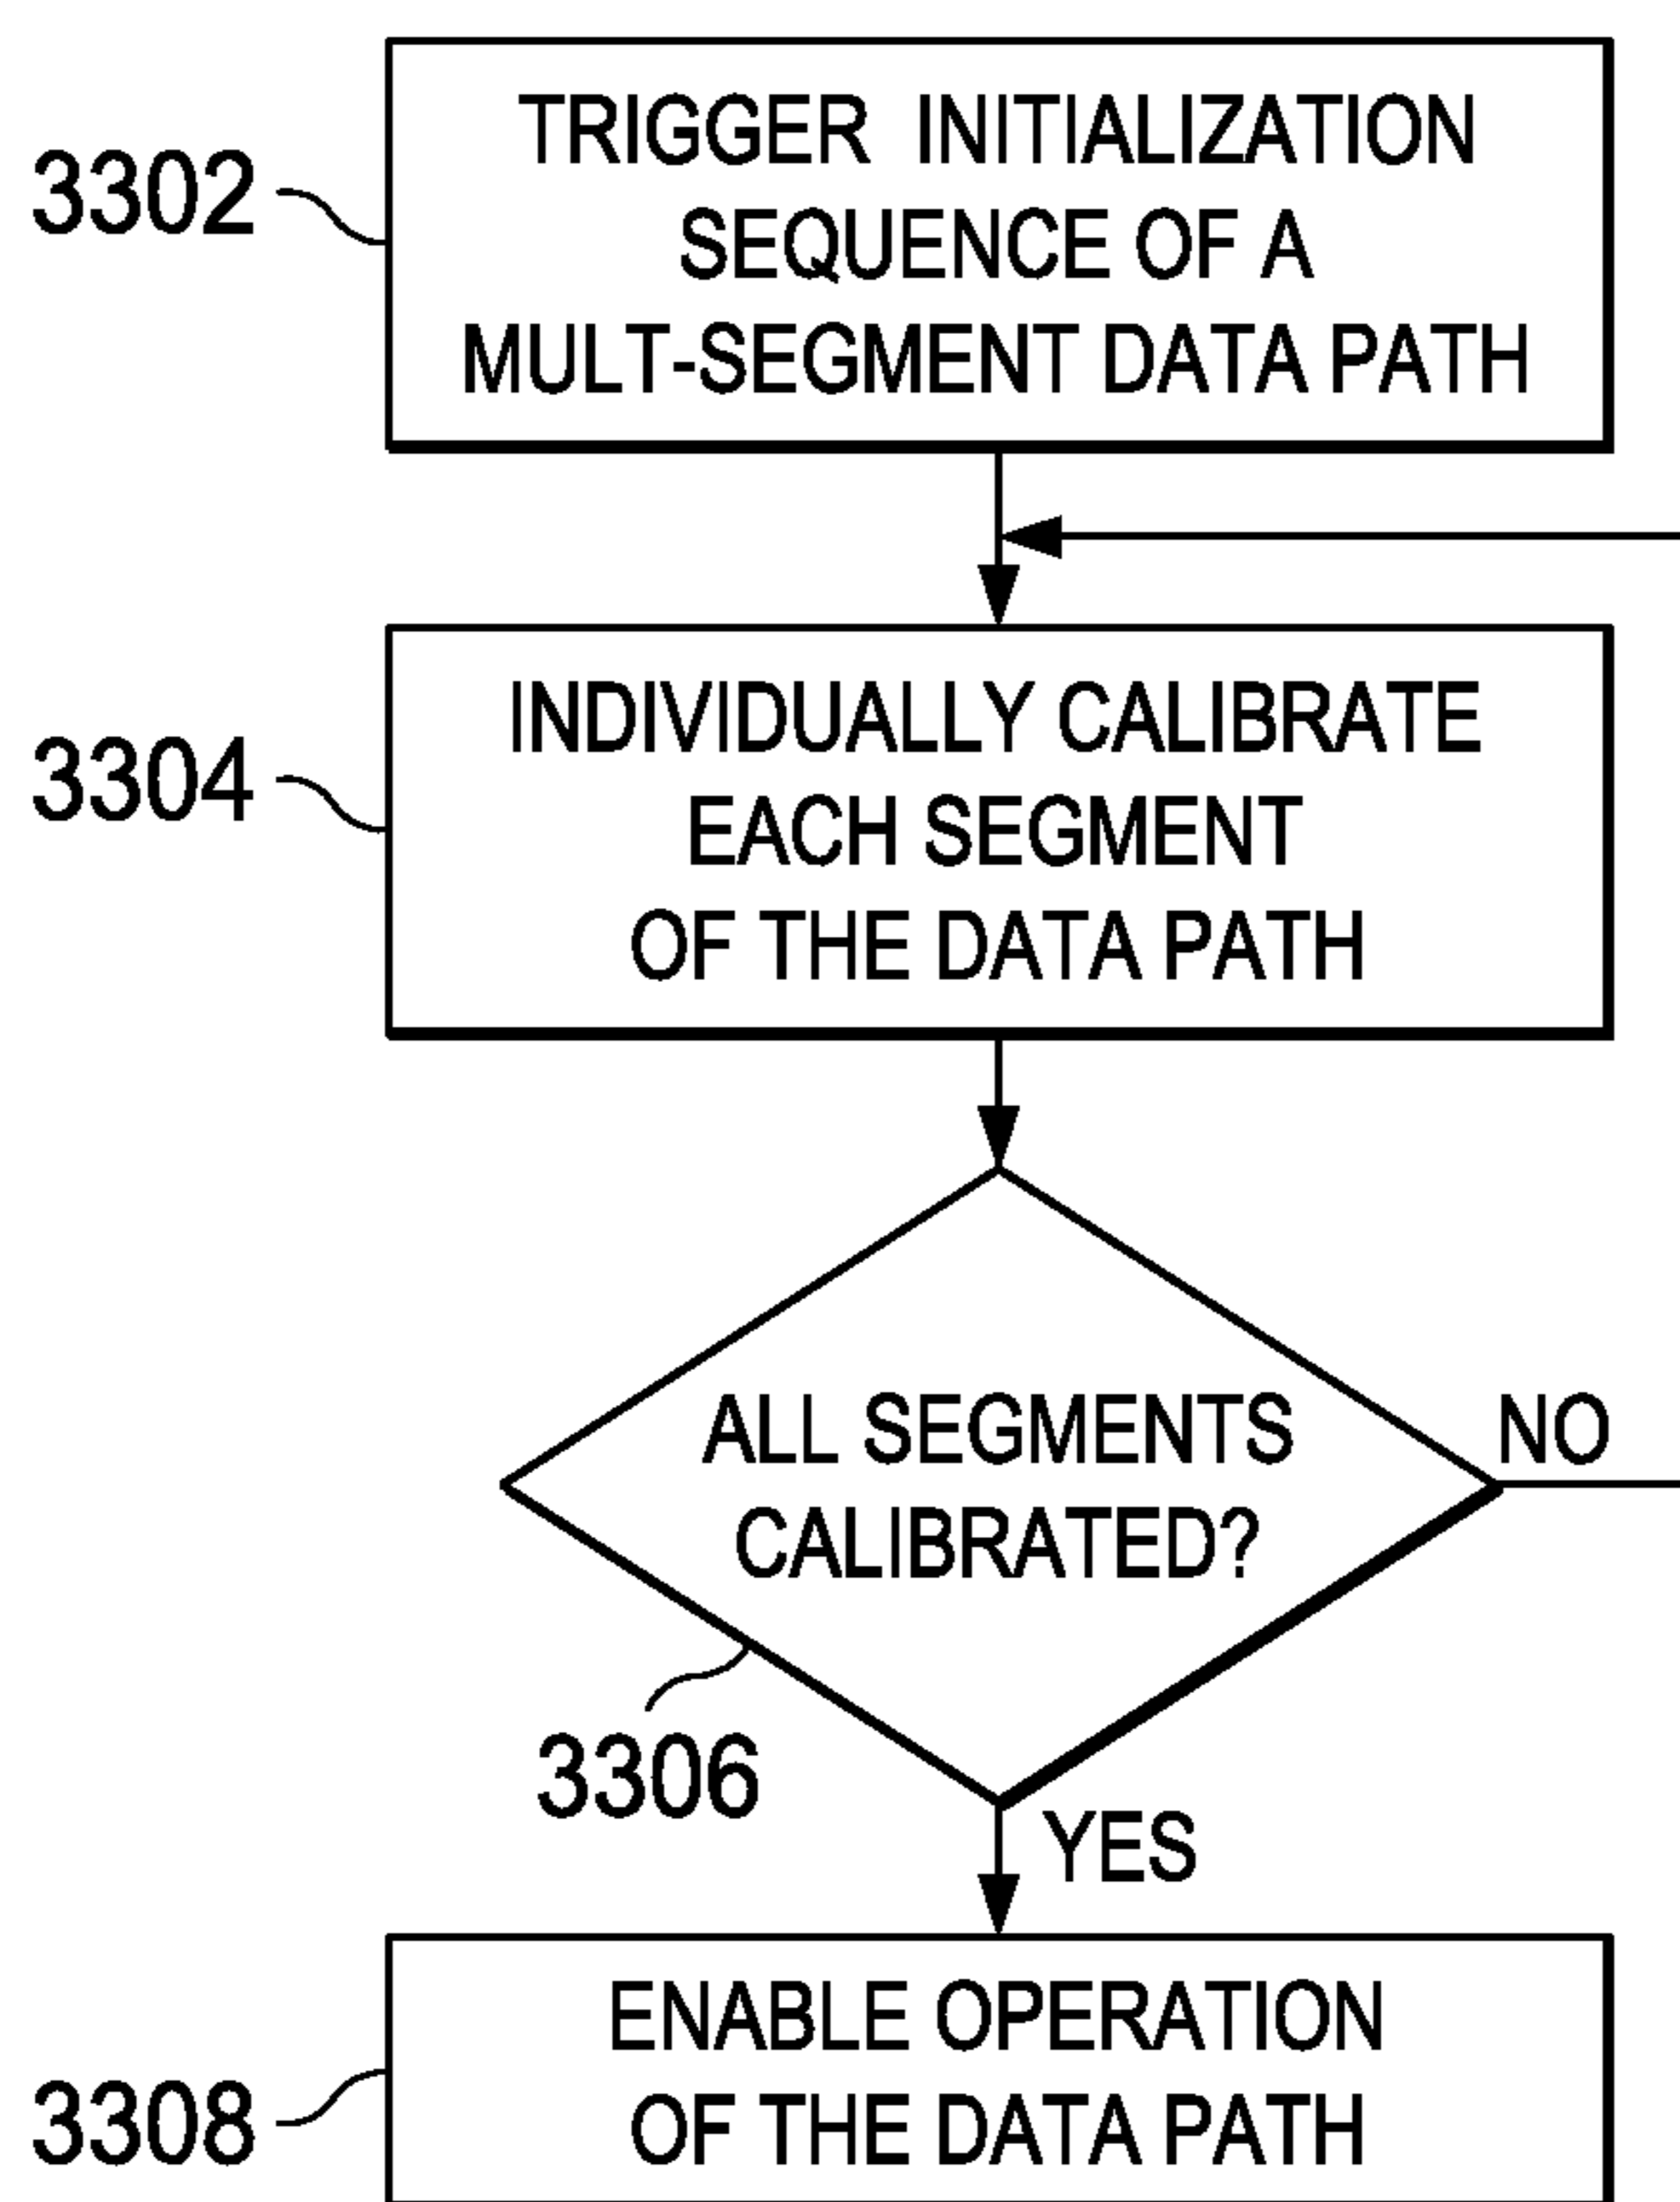 3302
TRIGGER INITIALIZATION
SEQUENCE OF A
MULT-SEGMENT DATA PATH
3304
INDIVIDUALLY CALIBRATE
EACH SEGMENT
OF THE DATA PATH
ALL SEGMENTS
CALIBRATED?
NO
3306
YES
3308
ENABLE OPERATION
OF THE DATA PATH